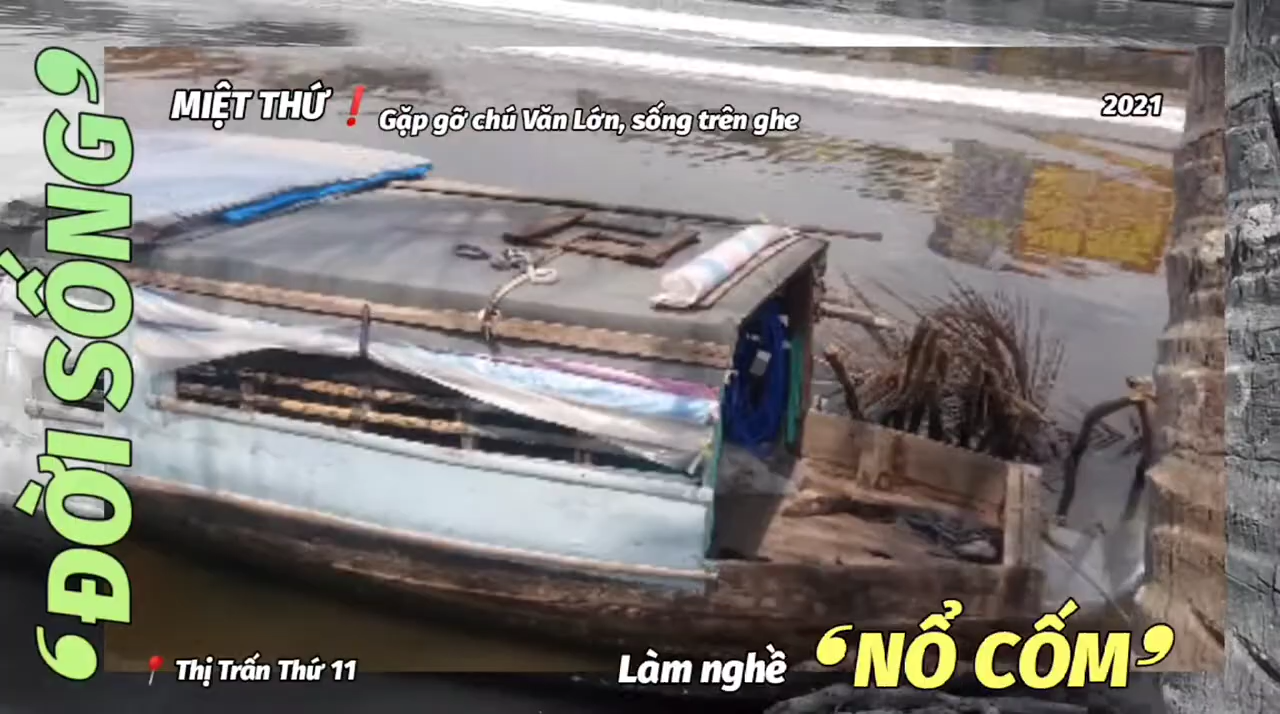 ‘ĐỜI SỐNG’
MIỆT THỨ❗Gặp gỡ chú Văn Lớn, sống trên ghe
2021
📍Thị Trấn Thứ 11
Làm nghề ‘NỔ CỐM’